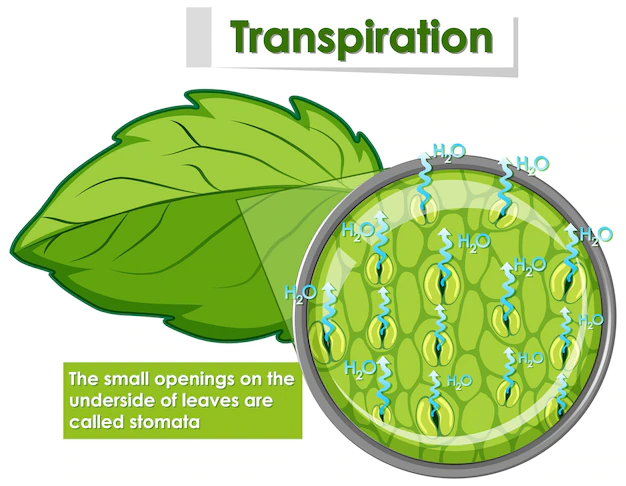 Transpiration
H₂O
H₂O
H₂O
H₂O
H₂O
H₂O
H₂O
H₂O
H₂O
H₂O
H₂O
The small openings on the
underside of leaves are
called stomata